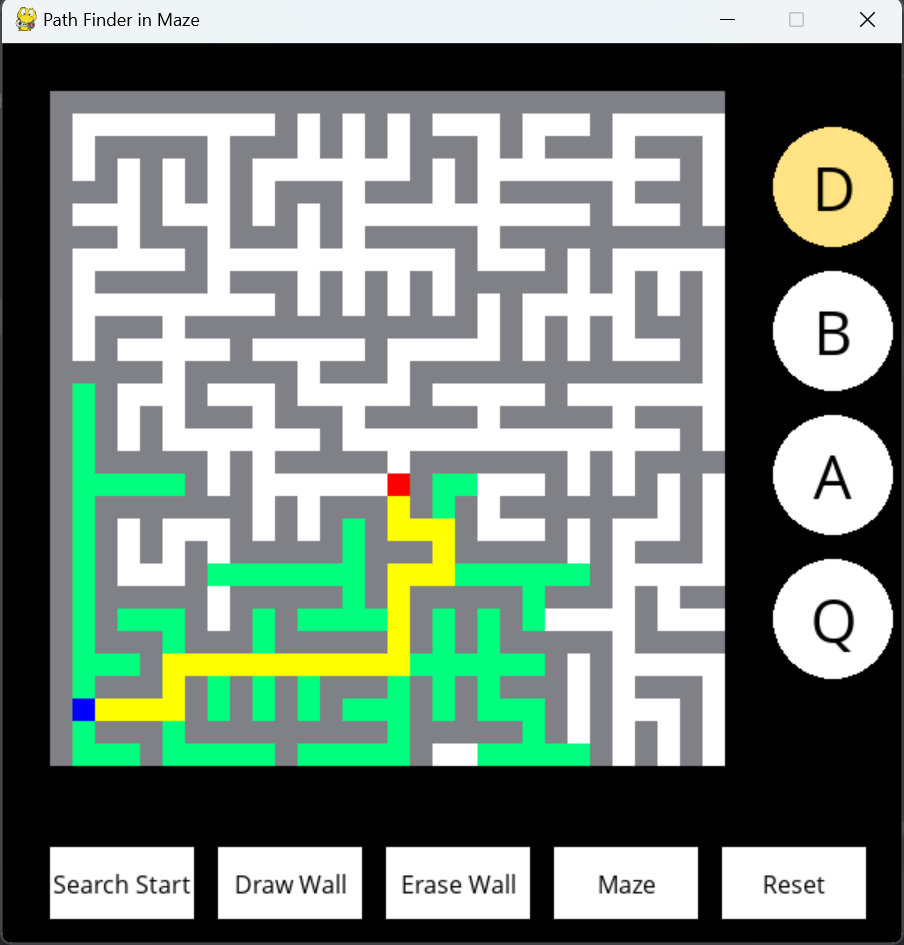 Path Finder in Maze
D
B
A
Q
Search Start
Draw Wall
Erase Wall
Maze
Reset